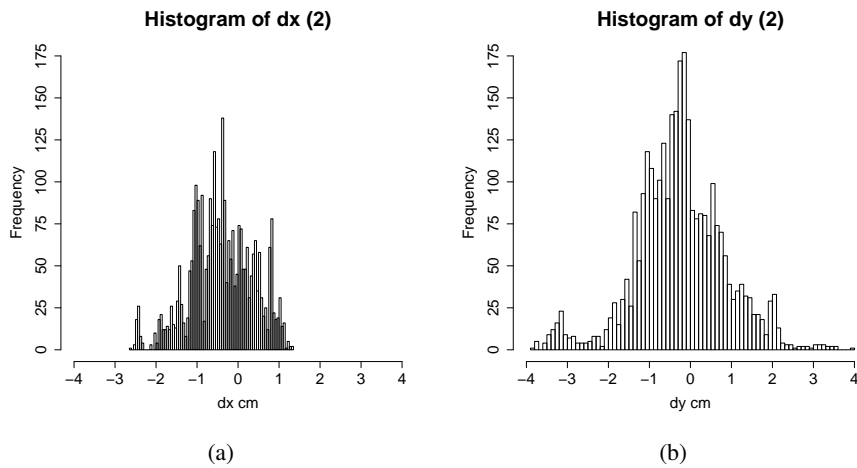 Histogram of dx (2)
Frequency
175
150
125
100
75
50
25
0
−4 −3 −2 −1 0 1 2 3 4
dx cm
(a)
Histogram of dy (2)
Frequency
175
150
125
100
75
50
25
0
−4 −3 −2 −1 0 1 2 3 4
dy cm
(b)